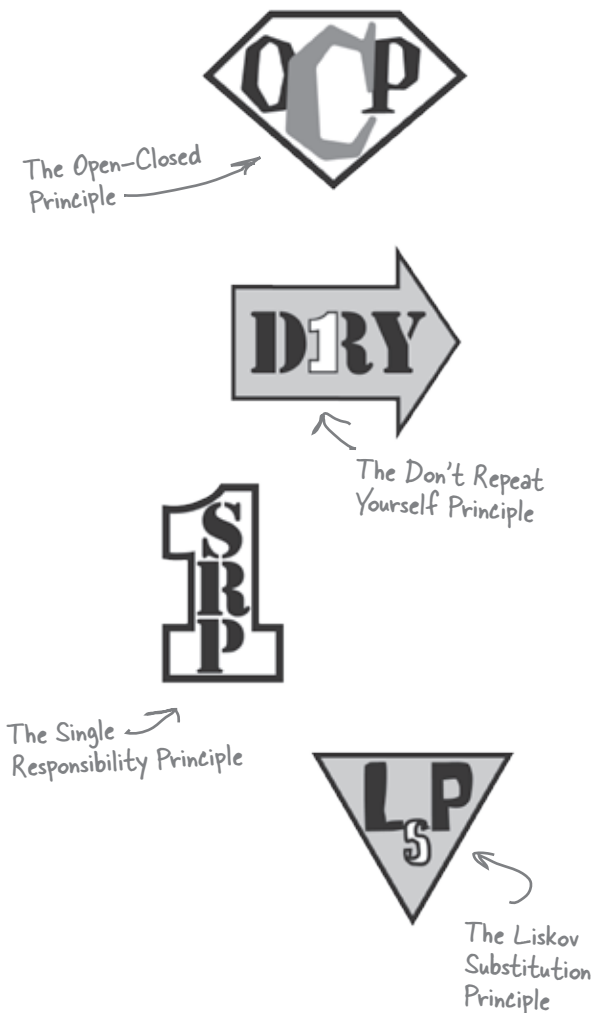 OCP
The Open-Closed
Principle
D1RY
The Don't Repeat
Yourself Principle
1
S
R
P
The Single
Responsibility Principle
LSP
The Liskov
Substitution
Principle